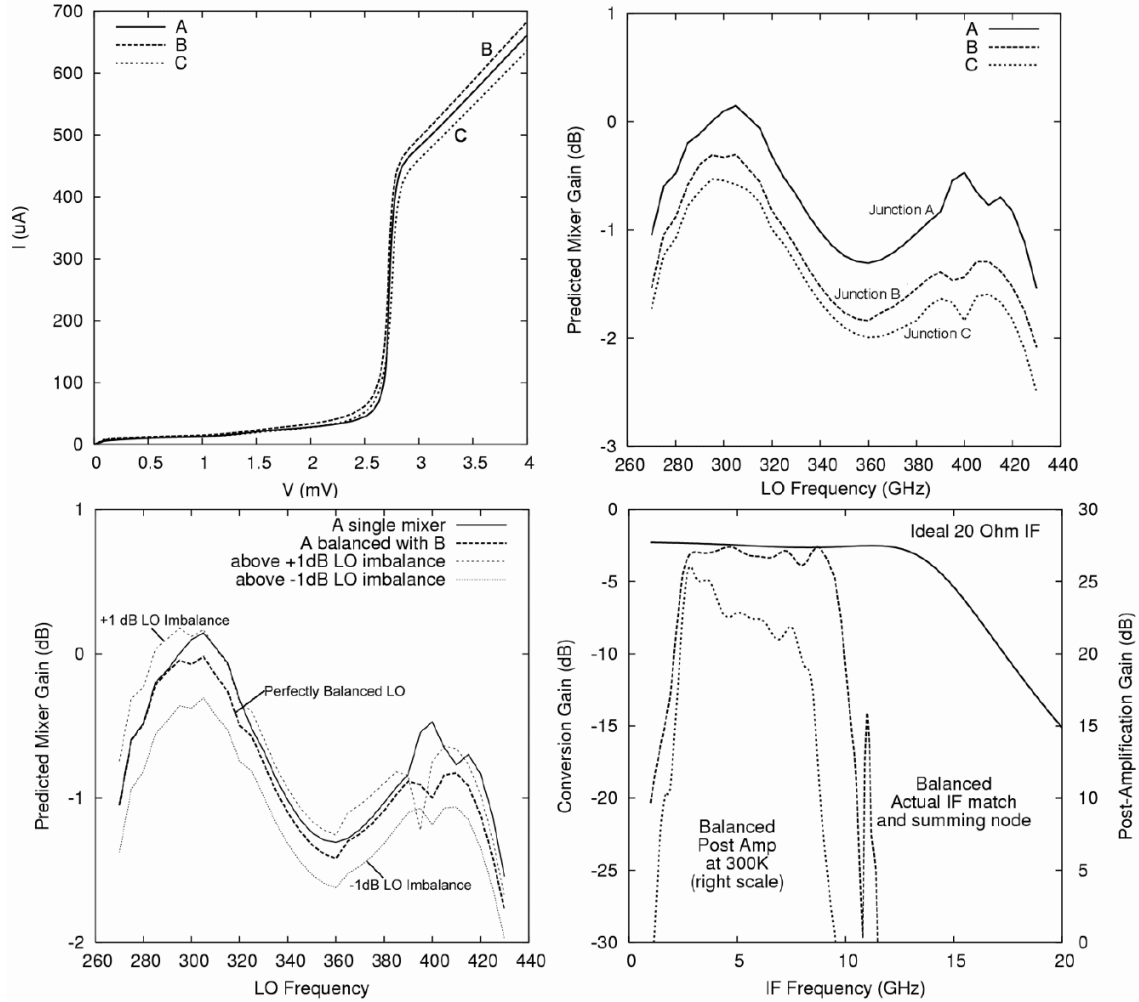 700
600
500
400
300
200
100
0
I (uA)
0
0.5
1
1.5
2
2.5
3
3.5
4
V (mV)
A
B
C
B
C
1
0
-1
-2
-3
Predicted Mixer Gain (dB)
260
280
300
320
340
360
380
400
420
440
LO Frequency (GHz)
A
B
C
Junction A
Junction B
Junction C
1
0
-1
-2
Predicted Mixer Gain (dB)
260
280
300
320
340
360
380
400
420
440
LO Frequency
A single mixer
A balanced with B
above +1dB LO imbalance
above -1dB LO imbalance
+1 dB LO Imbalance
Perfectly Balanced LO
-1dB LO Imbalance
0
-5
-10
-15
-20
-25
-30
Conversion Gain (dB)
0
5
10
15
20
IF Frequency (GHz)
30
25
20
15
10
5
0
Post-Amplification Gain (dB)
Ideal 20 Ohm IF
Balanced
Post Amp
at 300K
(right scale)
Balanced
Actual IF match
and summing node